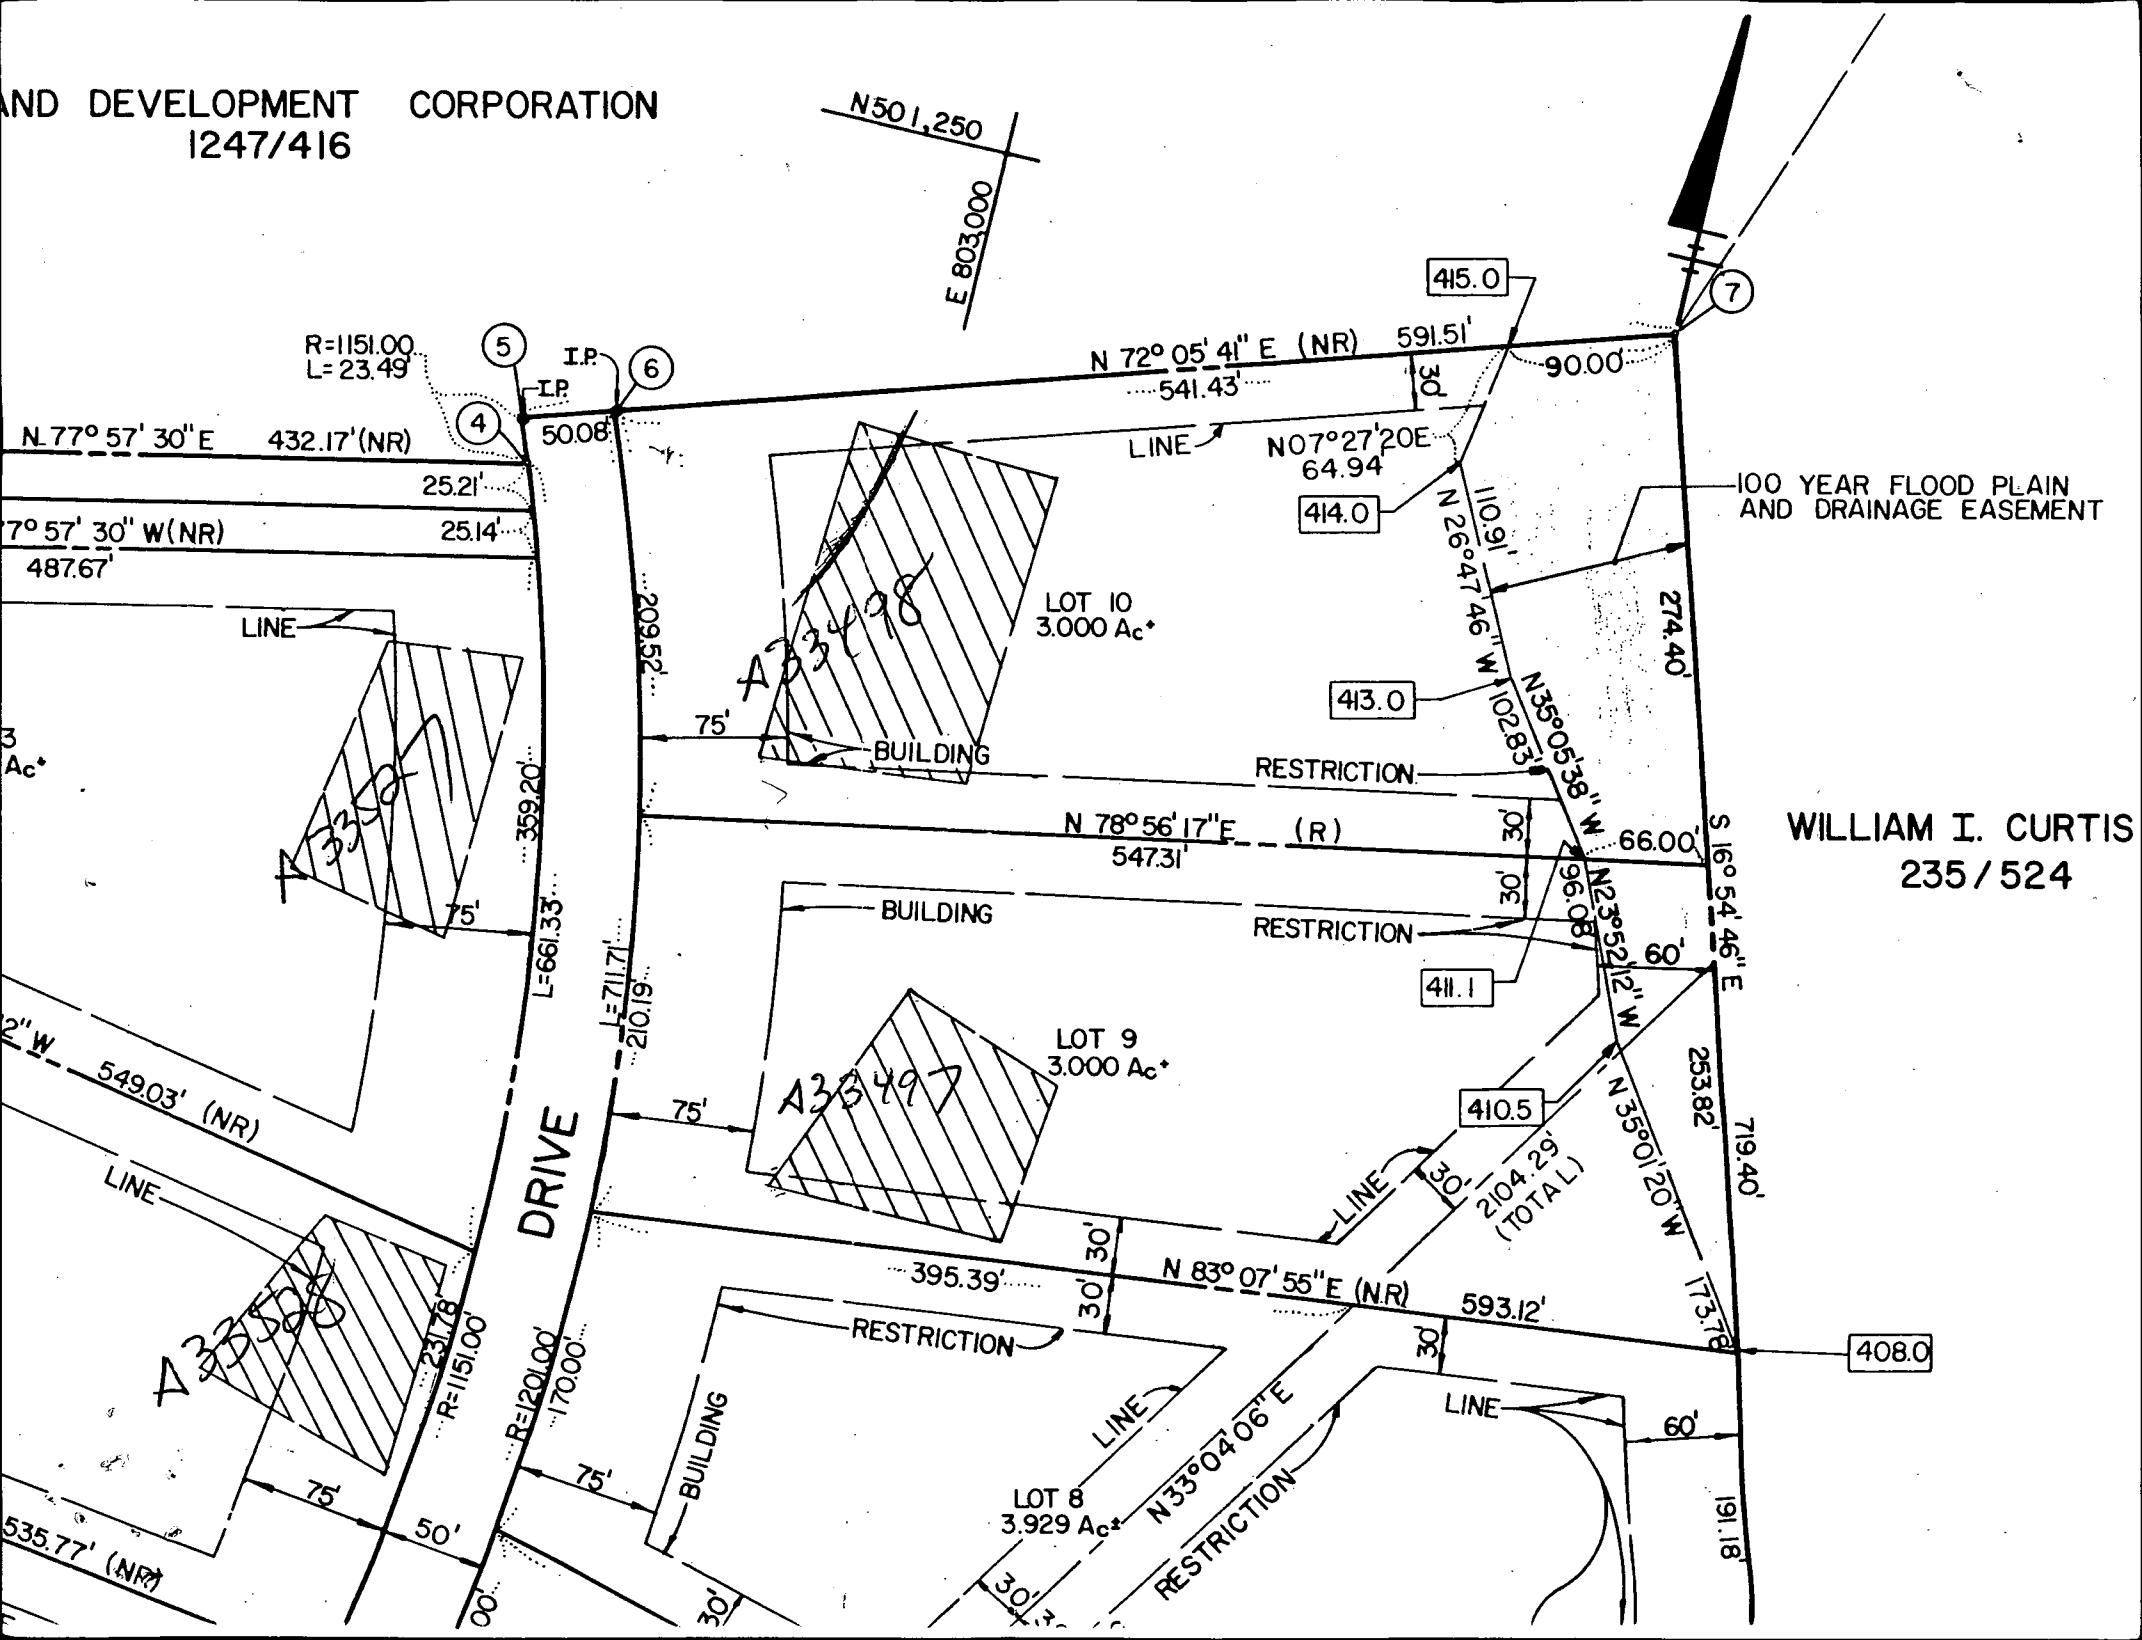 AND DEVELOPMENT CORPORATION
1247/416
N501,250
E 803,000
415.0
7
R=1151.00
L=23.49'
5
I.P.
6
I.P.
4
N 72° 05' 41" E (NR)
591.51'
541.43'
90.00'
30'
50.08'
N 77° 57' 30" E 432.17' (NR)
25.21'
7° 57' 30" W(NR)
25.14'
487.67'
LINE
N07°27'20E
64.94
414.0
110.91'
N 26°47'46" W
100 YEAR FLOOD PLAIN
AND DRAINAGE EASEMENT
LINE
209.52'
A33498
LOT 10
3.000 Ac±
274.40'
413.0
N35°05'38" W
102.83'
75'
BUILDING
RESTRICTION
3
Ac±
A33507
359.20'
N 78° 56' 17" E (R)
547.31'
30'
30'
66.00'
S 16° 54' 46" E
WILLIAM I. CURTIS
235/524
75'
BUILDING
RESTRICTION
96.08
N23°52'12" W
60'
411.1
L=661.33'
L=711.71'
210.19
2" W
549.03' (NR)
LOT 9
3.000 Ac±
A33497
75'
410.5
253.82'
719.40'
N 35°01'20" W
LINE
30'
2104.29'
(TOTAL)
LINE
DRIVE
30'
30'
395.39'
N 83° 07' 55" E (N.R)
593.12'
173.78
408.0
A33508
231.78
R=1151.00'
R=1201.00'
170.00'
RESTRICTION
BUILDING
LINE
30'
LINE
60'
N33°04'06"E
RESTRICTION
75'
50'
75'
LOT 8
3.929 Ac±
191.18'
535.77' (NR)
00'
30'
30'